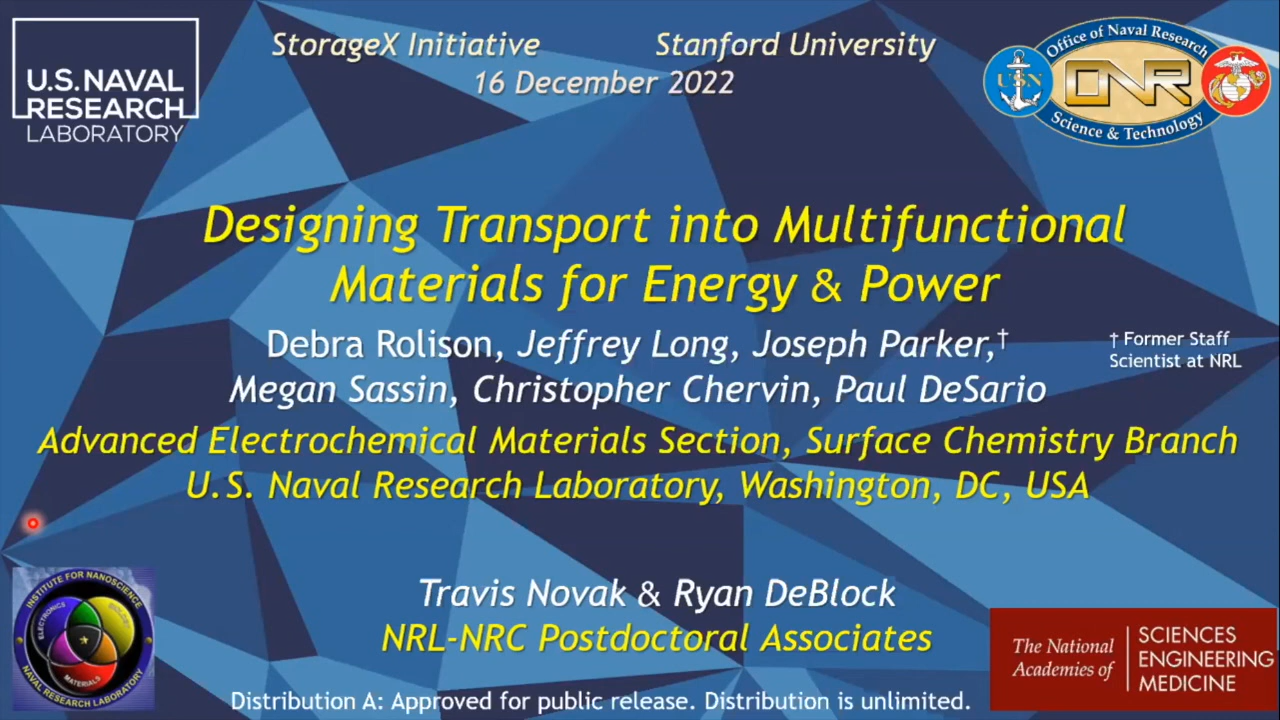 U.S. NAVAL
RESEARCH
LABORATORY
StorageX Initiative Stanford University
16 December 2022
Office of Naval Research
USN
ONR
Science & Technology
Designing Transport into Multifunctional
Materials for Energy & Power
Debra Rolison, Jeffrey Long, Joseph Parker,†
Megan Sassin, Christopher Chervin, Paul DeSario
† Former Staff
Scientist at NRL
Advanced Electrochemical Materials Section, Surface Chemistry Branch
U.S. Naval Research Laboratory, Washington, DC, USA
INSTITUTE FOR NANOSCIENCE
ELECTRONICS
MATERIALS
NAVAL RESEARCH LABORATORY
Travis Novak & Ryan DeBlock
NRL-NRC Postdoctoral Associates
The National
Academies of
SCIENCES
ENGINEERING
MEDICINE
Distribution A: Approved for public release. Distribution is unlimited.